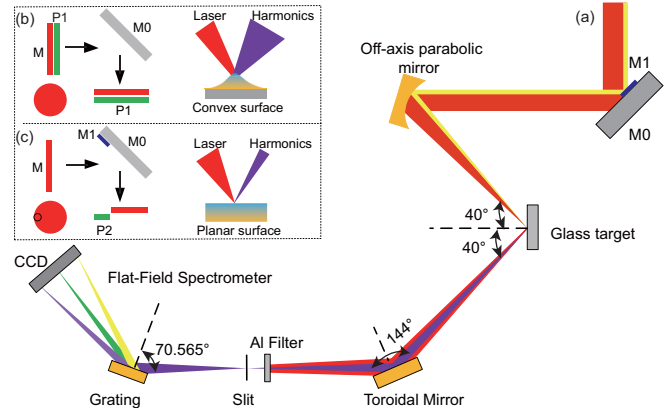 (b)
P1
M
M0
P1
Laser
Harmonics
Convex surface
(c)
M1
M0
M
P2
Laser
Harmonics
Planar surface
(a)
Off-axis parabolic
mirror
M1
M0
40°
40°
Glass target
CCD
Flat-Field Spectrometer
70.565°
Al Filter
144°
Grating
Slit
Toroidal Mirror